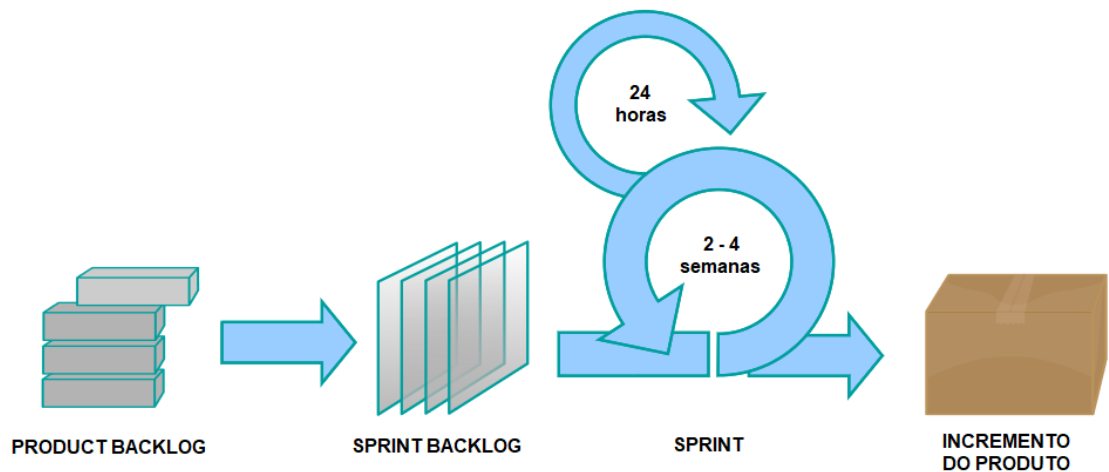 24
horas
2 - 4
semanas
PRODUCT BACKLOG
SPRINT BACKLOG
SPRINT
INCREMENTO
DO PRODUTO